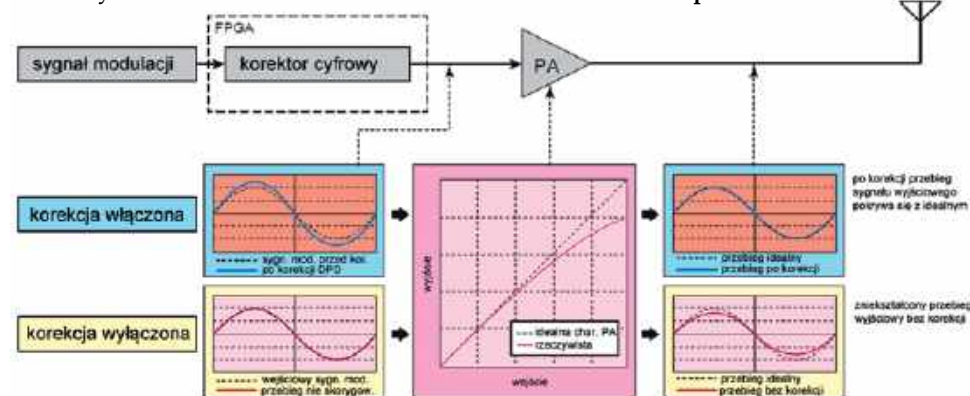 FPGA
sygnał modulacji
korektor cyfrowy
PA
korekcja włączona
sygn. mod. przed kor.
po korekcji DPD
wyjście
idealna char. PA
rzeczywista
wejście
przebieg idealny
przebieg po korekcji
po korekcji przebieg
sygnału wyjściowego
pokrywa się z idealnym
korekcja wyłączona
wejściowy sygn. mod.
przebieg nie skorygow.
przebieg idealny
przebieg bez korekcji
zniekształcony przebieg
wyjściowy bez korekcji